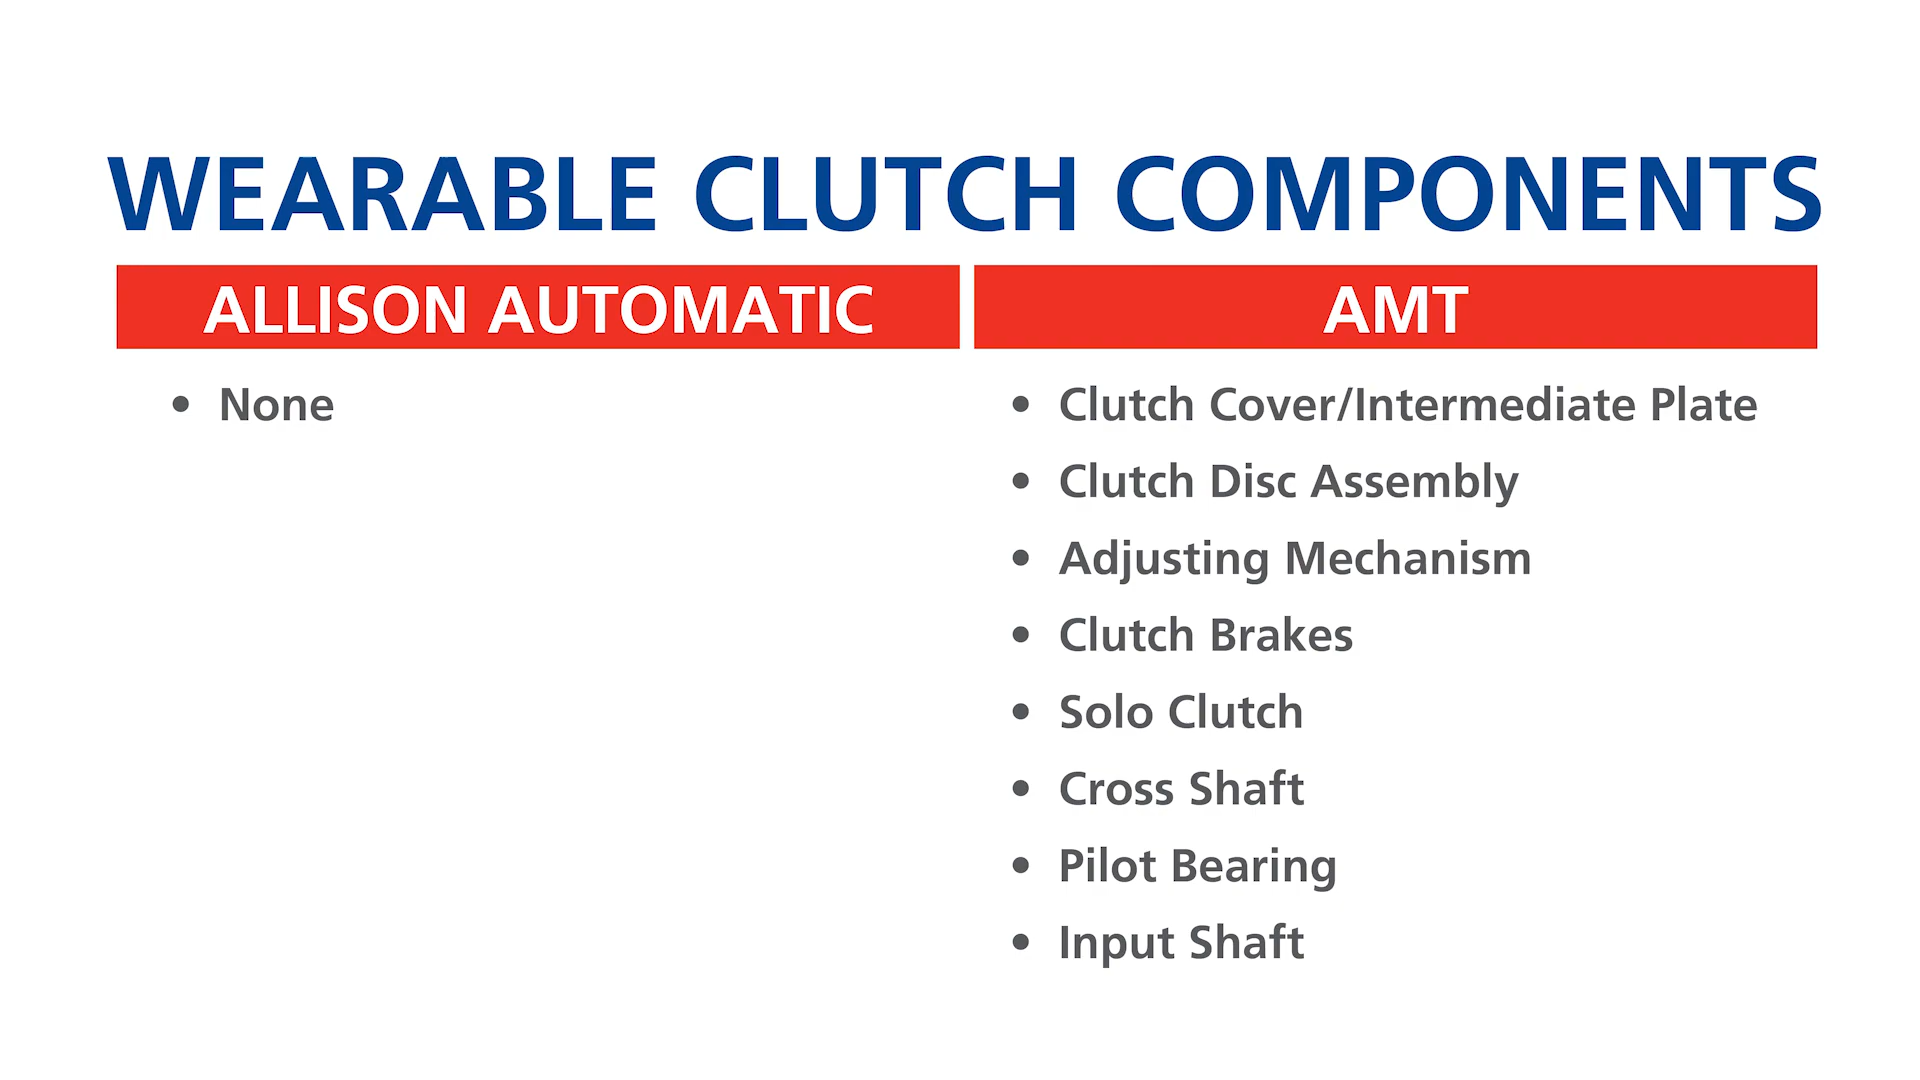 WEARABLE CLUTCH COMPONENTS
ALLISON AUTOMATIC
• None
AMT
• Clutch Cover/Intermediate Plate
• Clutch Disc Assembly
• Adjusting Mechanism
• Clutch Brakes
• Solo Clutch
• Cross Shaft
• Pilot Bearing
• Input Shaft